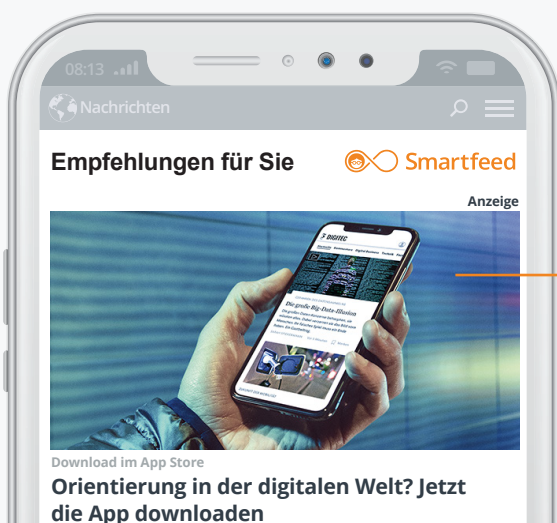 08:13
Nachrichten
Empfehlungen für Sie
Smartfeed
Anzeige
DIGITEC
Die große Big-Data-Illusion
Download im App Store
Orientierung in der digitalen Welt? Jetzt
die App downloaden